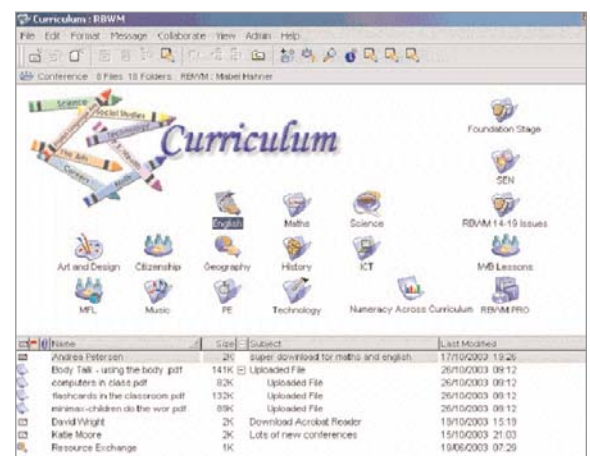 Curriculum : RBWM
File Edit Format Message Collaborate View Admin Help
Conference : 8 Files 18 Folders : RBWM : Mabel Hanner
Science
Social Studies
Technology
The Arts
Careers
Math
Curriculum
Foundation Stage
SEN
English Maths Science RBWM 14-19 Issues
Art and Design Citizenship Geography History ICT IWB Lessons
MFL Music PE Technology Numeracy Across Curriculum RBWM PRO
Name Size Subject Last Modified
Andrea Petersen 2K super download for maths and english 17/10/2003 19:26
Body Talk - using the body .pdf 141K Uploaded File 26/10/2003 09:12
computers in class.pdf 82K Uploaded File 26/10/2003 09:12
flashcards in the classroom.pdf 132K Uploaded File 26/10/2003 09:12
minimax-children do the wor.pdf 89K Uploaded File 26/10/2003 09:12
David Wright 2K Download Acrobat Reader 19/10/2003 15:19
Katie Moore 2K Lots of new conferences 15/10/2003 21:03
Resource Exchange 1K 19/06/2003 07:29